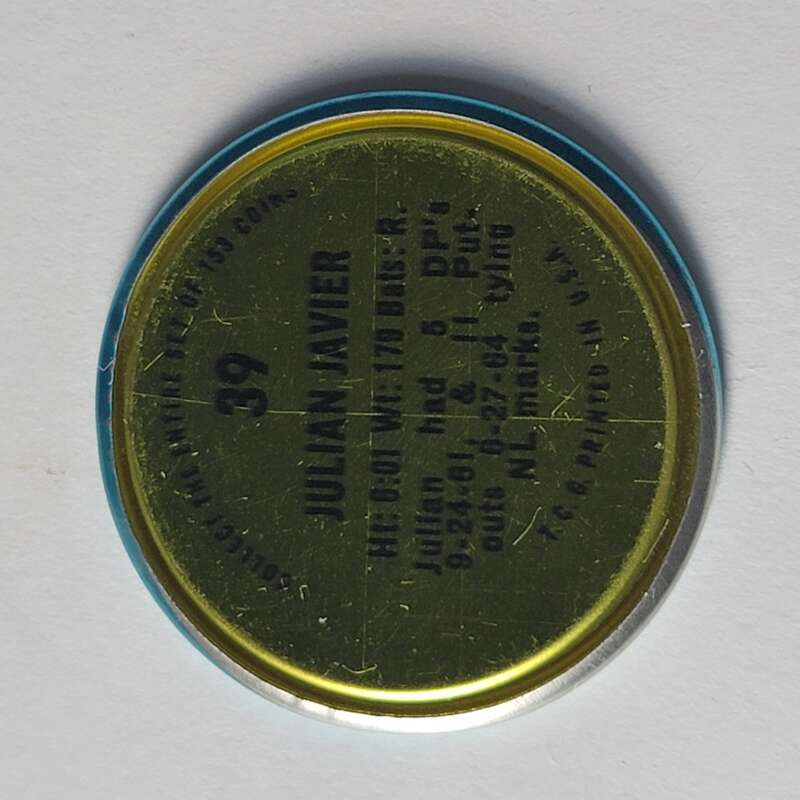 COLLECT THE ENTIRE SET OF 153 COINS
39
JULIAN JAVIER
Ht: 6:01 Wt: 170 Bats: R.
Julian had 5 DP's
9-24-61, & 11 Put-
outs 6-27-64 tying
NL marks.
T. C. G. PRINTED IN U.S.A.